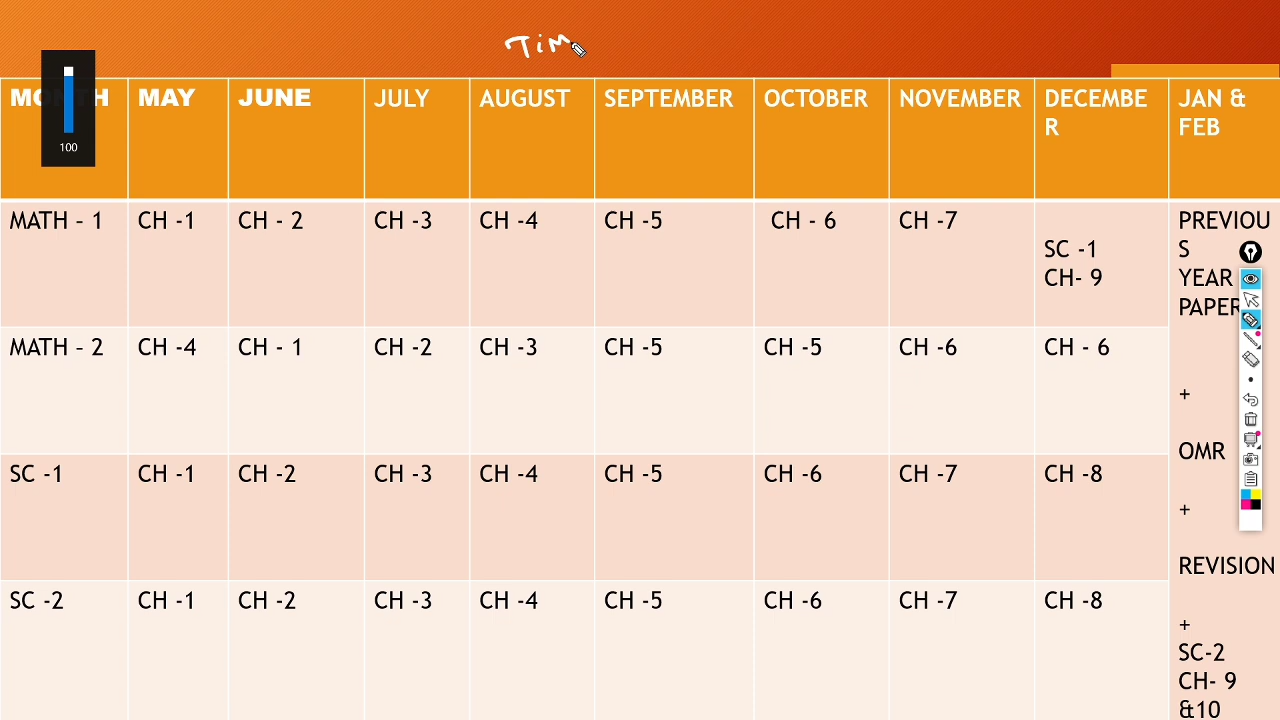 Tim
100
MONTH MAY JUNE JULY AUGUST SEPTEMBER OCTOBER NOVEMBER DECEMBE JAN &
R FEB
MATH - 1 CH -1 CH - 2 CH -3 CH -4 CH -5 CH - 6 CH -7
SC -1
CH- 9
MATH - 2 CH -4 CH - 1 CH -2 CH -3 CH -5 CH -5 CH -6 CH - 6
SC -1 CH -1 CH -2 CH -3 CH -4 CH -5 CH -6 CH -7 CH -8
SC -2 CH -1 CH -2 CH -3 CH -4 CH -5 CH -6 CH -7 CH -8
PREVIOU
S
YEAR
PAPER
+
OMR
+
REVISION
+
SC-2
CH- 9
&10